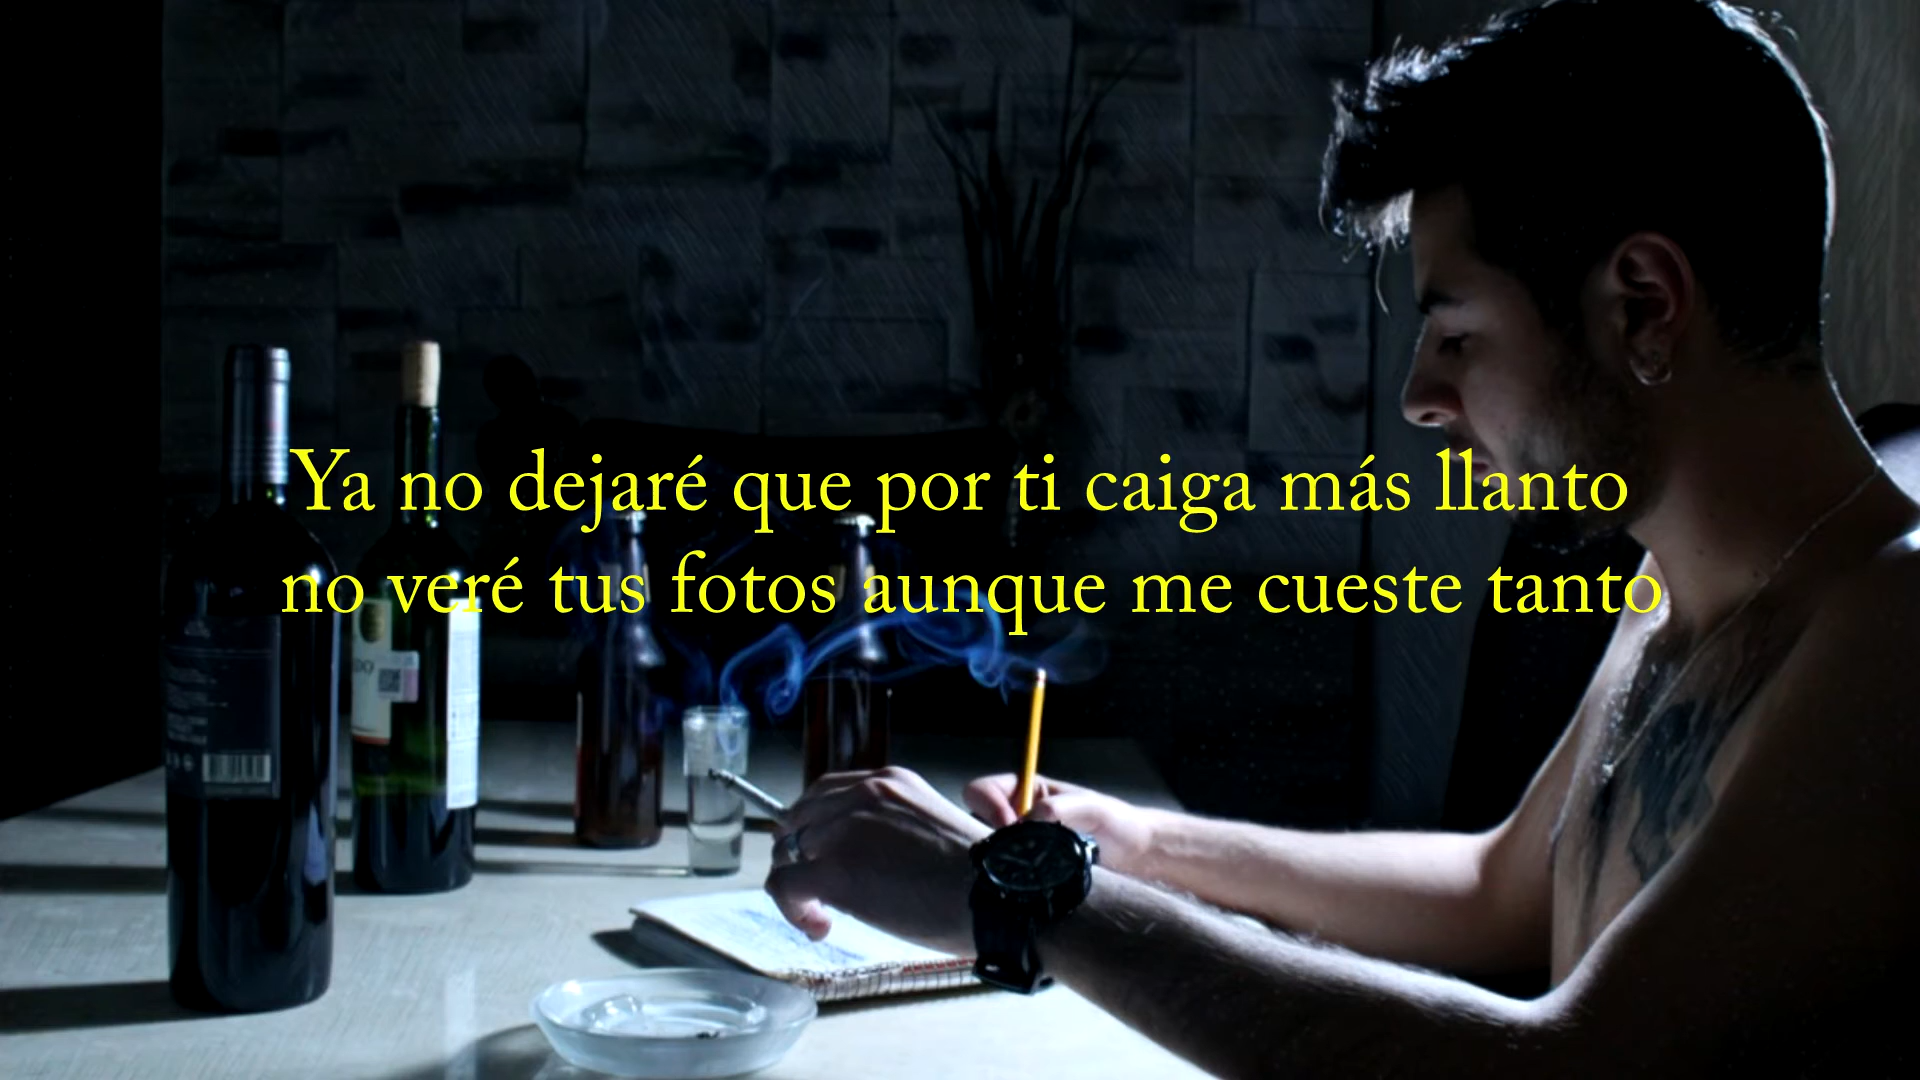 Ya no dejaré que por ti caiga más llanto
no veré tus fotos aunque me cueste tanto